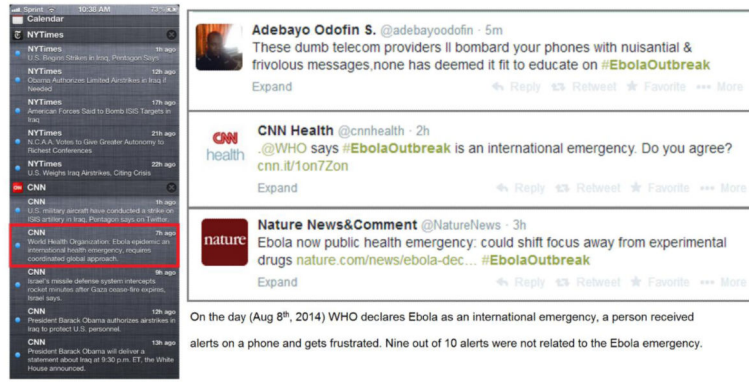 Sprint 10:38 AM 73%
Calendar
NYTimes
NYTimes 1h ago
U.S. Begins Strikes in Iraq, Pentagon Says
NYTimes 12h ago
Obama Authorizes Limited Airstrikes in Iraq if
Needed
NYTimes 17h ago
American Forces Said to Bomb ISIS Targets in
Iraq
NYTimes 21h ago
N.C.A.A. Votes to Give Greater Autonomy to
Richest Conferences
NYTimes 22h ago
U.S. Weighs Iraq Airstrikes, Citing Crisis
CNN
CNN 1h ago
U.S. military aircraft have conducted a strike on
ISIS artillery in Iraq, Pentagon says on Twitter.
CNN 7h ago
World Health Organization: Ebola epidemic an
international health emergency, requires
coordinated global approach.
CNN 9h ago
Israel's missile defense system intercepts
rocket minutes after Gaza cease-fire expires,
Israel says.
CNN 12h ago
President Barack Obama authorizes airstrikes in
Iraq to protect U.S. personnel.
CNN 13h ago
President Barack Obama will deliver a
statement about Iraq at 9:30 p.m. ET, the White
House announced.
Adebayo Odofin S. @adebayoodofin · 5m
These dumb telecom providers ll bombard your phones with nuisantial &
frivolous messages,none has deemed it fit to educate on #EbolaOutbreak
Expand Reply Retweet Favorite More
CNN health
CNN Health @cnnhealth · 2h
.@WHO says #EbolaOutbreak is an international emergency. Do you agree?
cnn.it/1on7Zon
Expand Reply Retweet Favorite More
nature
Nature News&Comment @NatureNews · 3h
Ebola now public health emergency: could shift focus away from experimental
drugs nature.com/news/ebola-dec... #EbolaOutbreak
Expand Reply Retweet Favorite More
On the day (Aug 8th, 2014) WHO declares Ebola as an international emergency, a person received
alerts on a phone and gets frustrated. Nine out of 10 alerts were not related to the Ebola emergency.